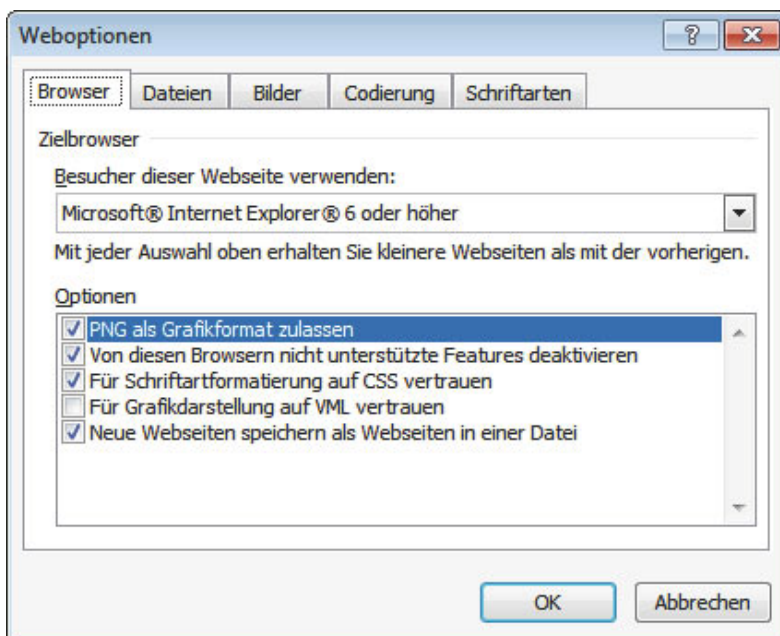 Weboptionen
Browser Dateien Bilder Codierung Schriftarten
Zielbrowser
Besucher dieser Webseite verwenden:
Microsoft® Internet Explorer® 6 oder höher
Mit jeder Auswahl oben erhalten Sie kleinere Webseiten als mit der vorherigen.
Optionen
PNG als Grafikformat zulassen
Von diesen Browsern nicht unterstützte Features deaktivieren
Für Schriftartformatierung auf CSS vertrauen
Für Grafikdarstellung auf VML vertrauen
Neue Webseiten speichern als Webseiten in einer Datei
OK Abbrechen